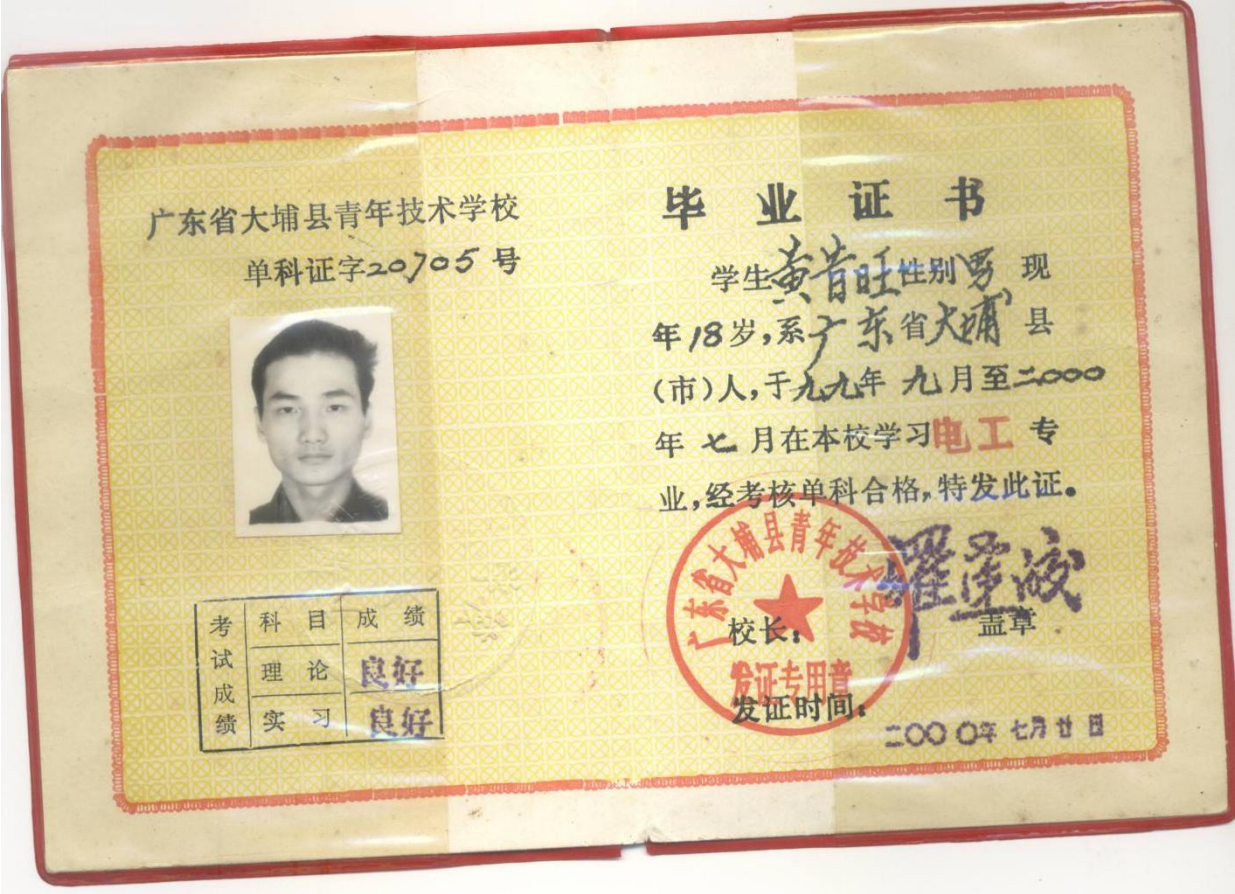 广东省大埔县青年技术学校
单科证字20705号
考试成绩
科目 成绩
理论 良好
实习 良好
毕业证书
学生黄昔旺性别男 现
年18岁,系广东省大埔县
(市)人,于九九年九月至二000
年七月在本校学习电工专
业,经考核单科合格,特发此证。
广东省大埔县青年技术学校
发证专用章
校长: 盖章
发证时间:
二000年七月廿日